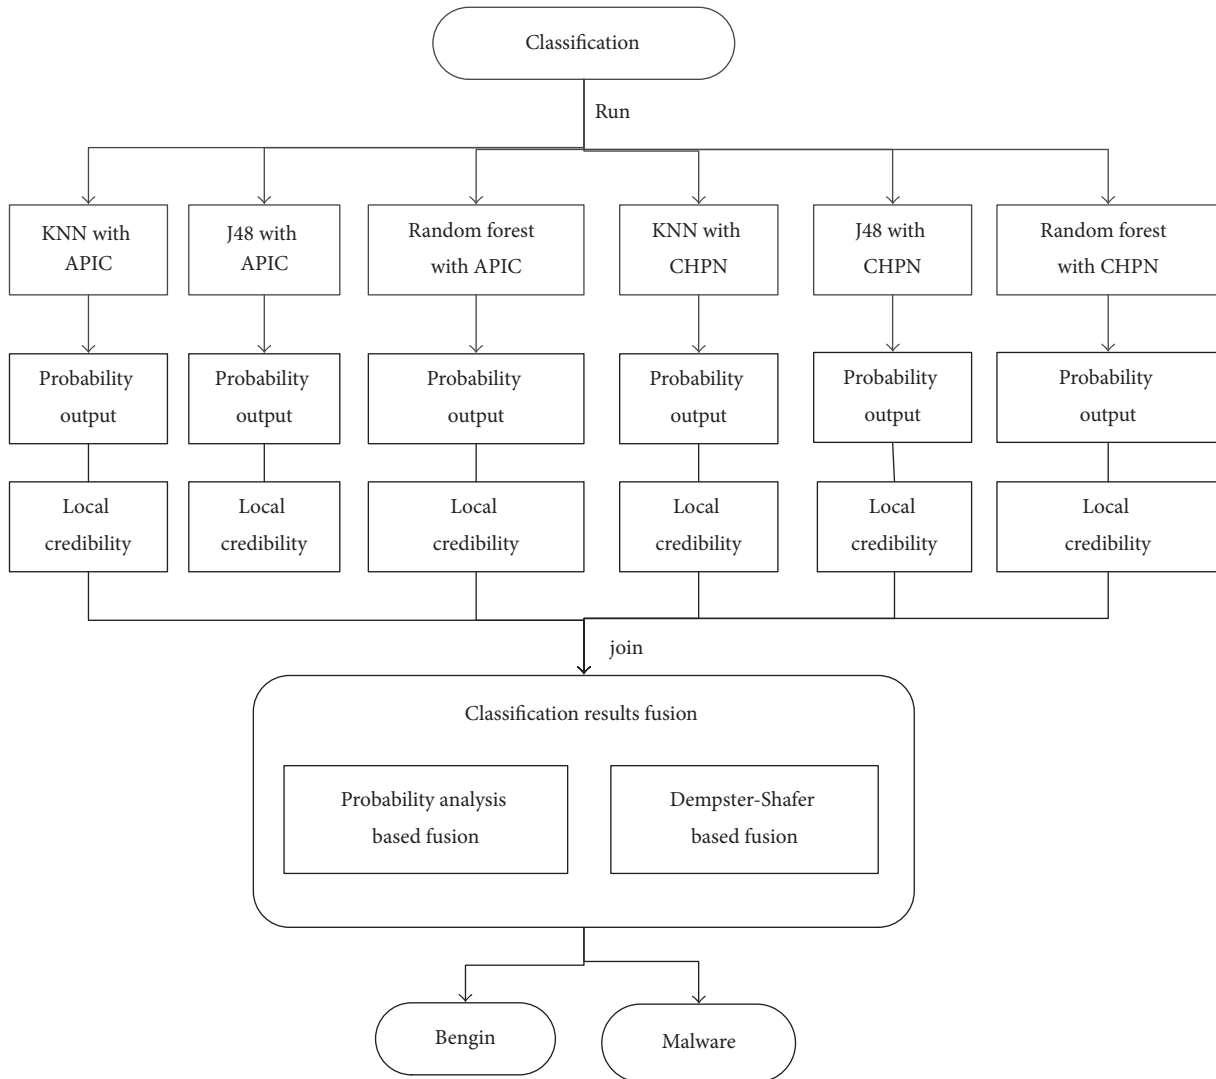 Classification
Run
KNN with
APIC
J48 with
APIC
Random forest
with APIC
KNN with
CHPN
J48 with
CHPN
Random forest
with CHPN
Probability
output
Probability
output
Probability
output
Probability
output
Probability
output
Probability
output
Local
credibility
Local
credibility
Local
credibility
Local
credibility
Local
credibility
Local
credibility
join
Classification results fusion
Probability analysis
based fusion
Dempster-Shafer
based fusion
Bengin
Malware